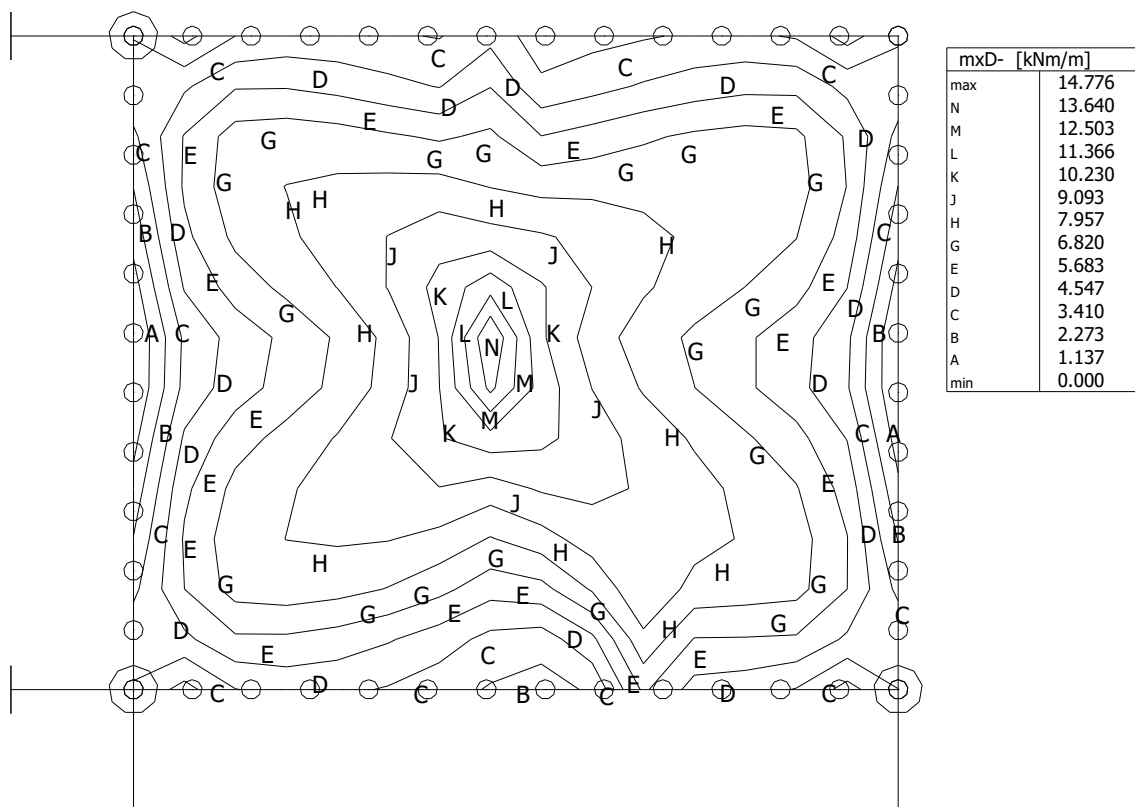 mxD- [kNm/m]
max 14.776
N 13.640
M 12.503
L 11.366
K 10.230
J 9.093
H 7.957
G 6.820
E 5.683
D 4.547
C 3.410
B 2.273
A 1.137
min 0.000
C
C
C D C
D D D
D E E
D
C E G G G E G G
G G
H H H
B D C
H
J J
E E
K L G D
G
A C H L K B
N G E
D J M D
J
E M
B K H C A
D G
E E
J
C D B
E H
H H
G
G G G
G E E G C
D G H
E C D E
C D C B C E D C